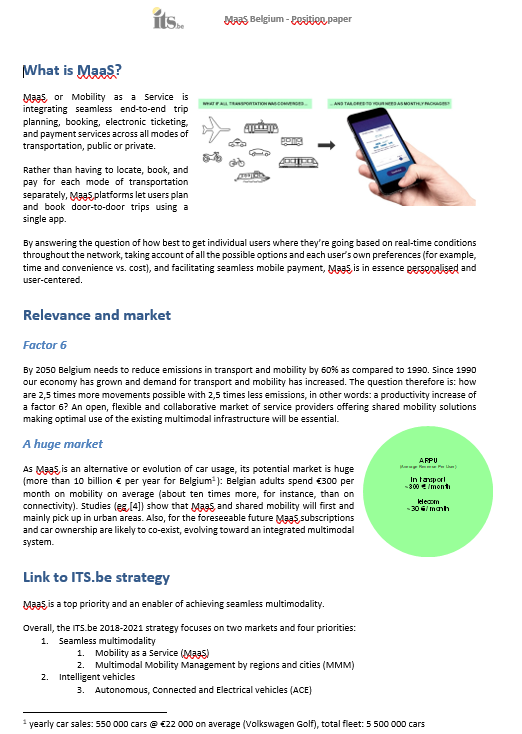 its.be
MaaS Belgium - Position paper
What is MaaS?
MaaS or Mobility as a Service is
integrating seamless end-to-end trip
planning, booking, electronic ticketing,
and payment services across all modes of
transportation, public or private.
WHAT IF ALL TRANSPORTATION WAS CONVERGED...
...AND TAILORED TO YOUR NEED AS MONTHLY PACKAGES?
Rather than having to locate, book, and
pay for each mode of transportation
separately, MaaS platforms let users plan
and book door-to-door trips using a
single app.
By answering the question of how best to get individual users where they're going based on real-time conditions
throughout the network, taking account of all the possible options and each user's own preferences (for example,
time and convenience vs. cost), and facilitating seamless mobile payment, MaaS is in essence personalised and
user-centered.
Relevance and market
Factor 6
By 2050 Belgium needs to reduce emissions in transport and mobility by 60% as compared to 1990. Since 1990
our economy has grown and demand for transport and mobility has increased. The question therefore is: how
are 2,5 times more movements possible with 2,5 times less emissions, in other words: a productivity increase of
a factor 6? An open, flexible and collaborative market of service providers offering shared mobility solutions
making optimal use of the existing multimodal infrastructure will be essential.
A huge market
As MaaS is an alternative or evolution of car usage, its potential market is huge
(more than 10 billion € per year for Belgium1): Belgian adults spend €300 per
month on mobility on average (about ten times more, for instance, than on
connectivity). Studies (eg.[4]) show that MaaS and shared mobility will first and
mainly pick up in urban areas. Also, for the foreseeable future MaaS subscriptions
and car ownership are likely to co-exist, evolving toward an integrated multimodal
system.
ARPU
(Average Revenue Per User)
In transport
~300 €/month
Telecom
~30 €/month
Link to ITS.be strategy
MaaS is a top priority and an enabler of achieving seamless multimodality.
Overall, the ITS.be 2018-2021 strategy focuses on two markets and four priorities:
1. Seamless multimodality
1. Mobility as a Service (MaaS)
2. Multimodal Mobility Management by regions and cities (MMM)
2. Intelligent vehicles
3. Autonomous, Connected and Electrical vehicles (ACE)
1 yearly car sales: 550 000 cars @ €22 000 on average (Volkswagen Golf), total fleet: 5 500 000 cars